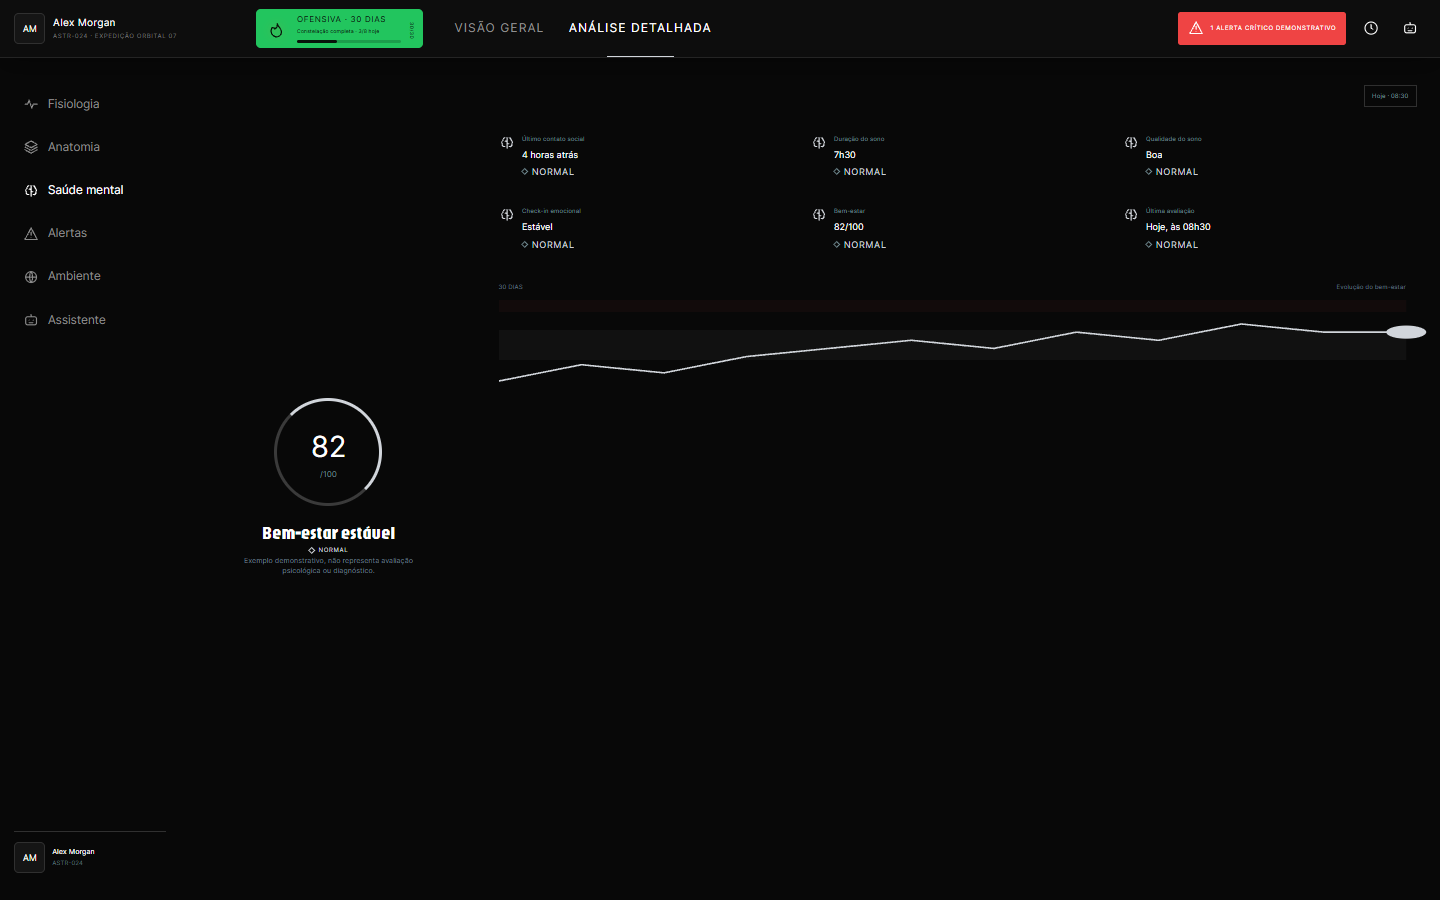 AM
Alex Morgan
ASTR-024 · EXPEDIÇÃO ORBITAL 07
OFENSIVA · 30 DIAS
Constelação completa · 3/8 hoje
30/30
VISÃO GERAL
ANÁLISE DETALHADA
1 ALERTA CRÍTICO DEMONSTRATIVO
Hoje · 08:30
Fisiologia
Anatomia
Saúde mental
Alertas
Ambiente
Assistente
Último contato social
4 horas atrás
NORMAL
Duração do sono
7h30
NORMAL
Qualidade do sono
Boa
NORMAL
Check-in emocional
Estável
NORMAL
Bem-estar
82/100
NORMAL
Última avaliação
Hoje, às 08h30
NORMAL
30 DIAS
Evolução do bem-estar
82
/100
Bem-estar estável
NORMAL
Exemplo demonstrativo, não representa avaliação
psicológica ou diagnóstico.
AM
Alex Morgan
ASTR-024